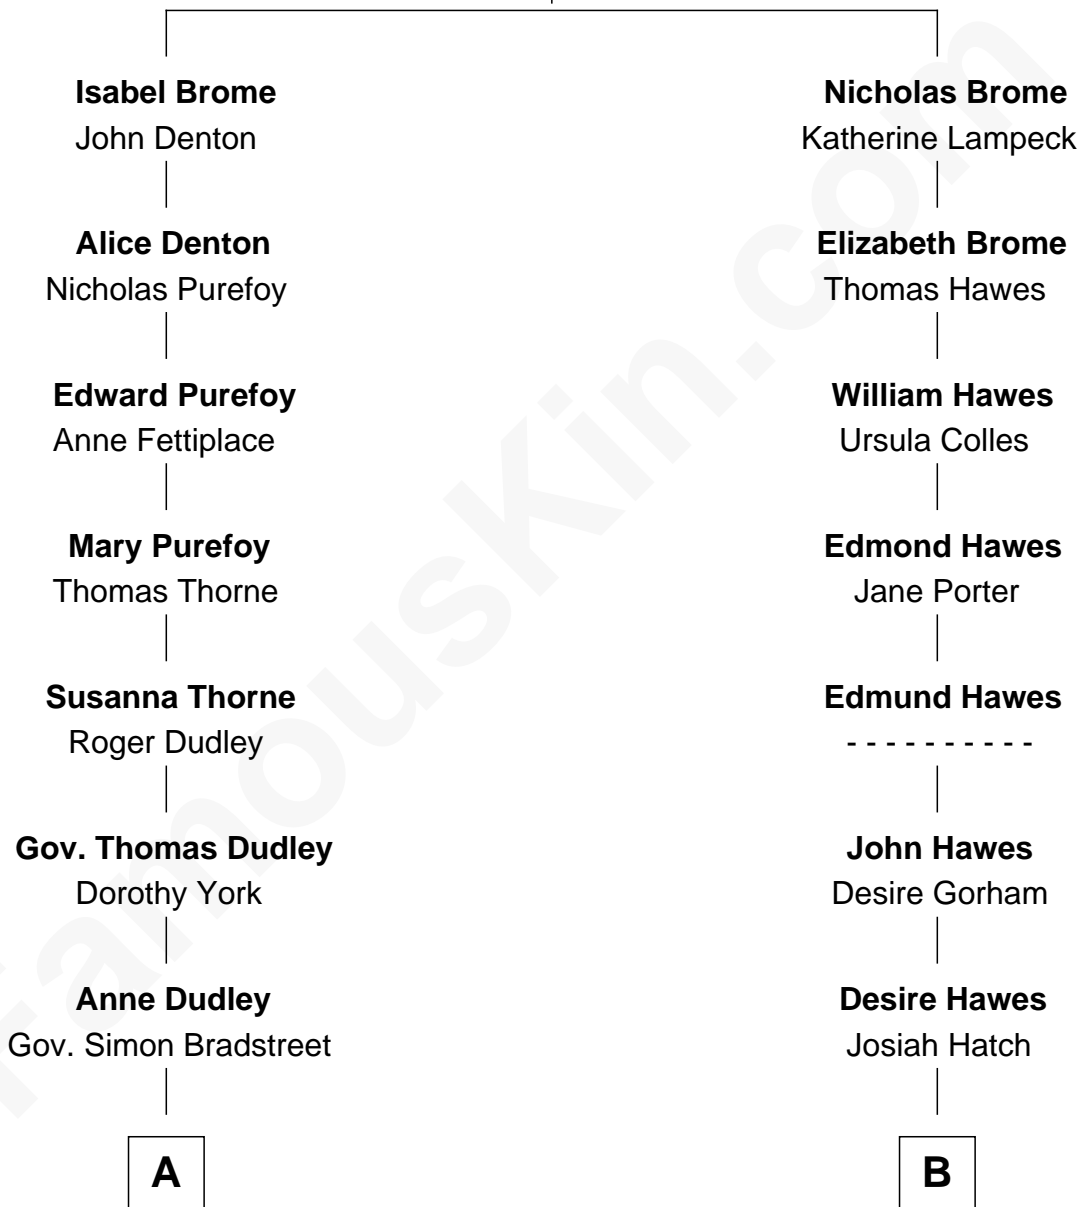 Isabel Brome
John Denton
Nicholas Brome
Katherine Lampeck
Alice Denton
Nicholas Purefoy
Elizabeth Brome
Thomas Hawes
Edward Purefoy
Anne Fettiplace
William Hawes
Ursula Colles
Mary Purefoy
Thomas Thorne
Edmond Hawes
Jane Porter
Susanna Thorne
Roger Dudley
Edmund Hawes
- - - - - - - - - -
Gov. Thomas Dudley
Dorothy York
John Hawes
Desire Gorham
Anne Dudley
Gov. Simon Bradstreet
Desire Hawes
Josiah Hatch
A
B
FamousKin.com